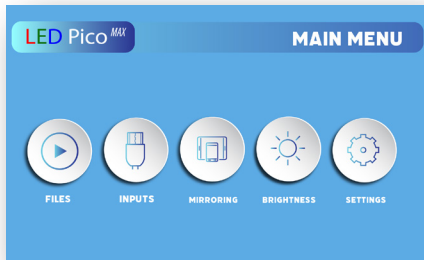 LED Pico MAX
MAIN MENU
FILES
INPUTS
MIRRORING
BRIGHTNESS
SETTINGS